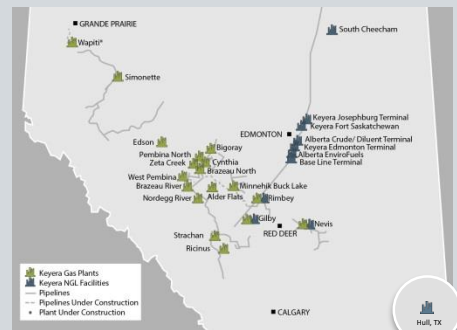 GRANDE PRAIRIE
Wapiti*
South Cheecham
Simonette
Keyera Josephburg Terminal
Keyera Fort Saskatchewan
EDMONTON
Alberta Crude/ Diluent Terminal
Keyera Edmonton Terminal
Alberta EnviroFuels
Base Line Terminal
Edson
Bigoray
Pembina North
Zeta Creek
Cynthia
Brazeau North
West Pembina
Brazeau River
Minnehik Buck Lake
Nordegg River
Alder Flats
Rimbey
Gilby
RED DEER
Nevis
Strachan
Ricinus
Keyera Gas Plants
Keyera NGL Facilities
Pipelines
Pipelines Under Construction
* Plant Under Construction
CALGARY
Hull, TX